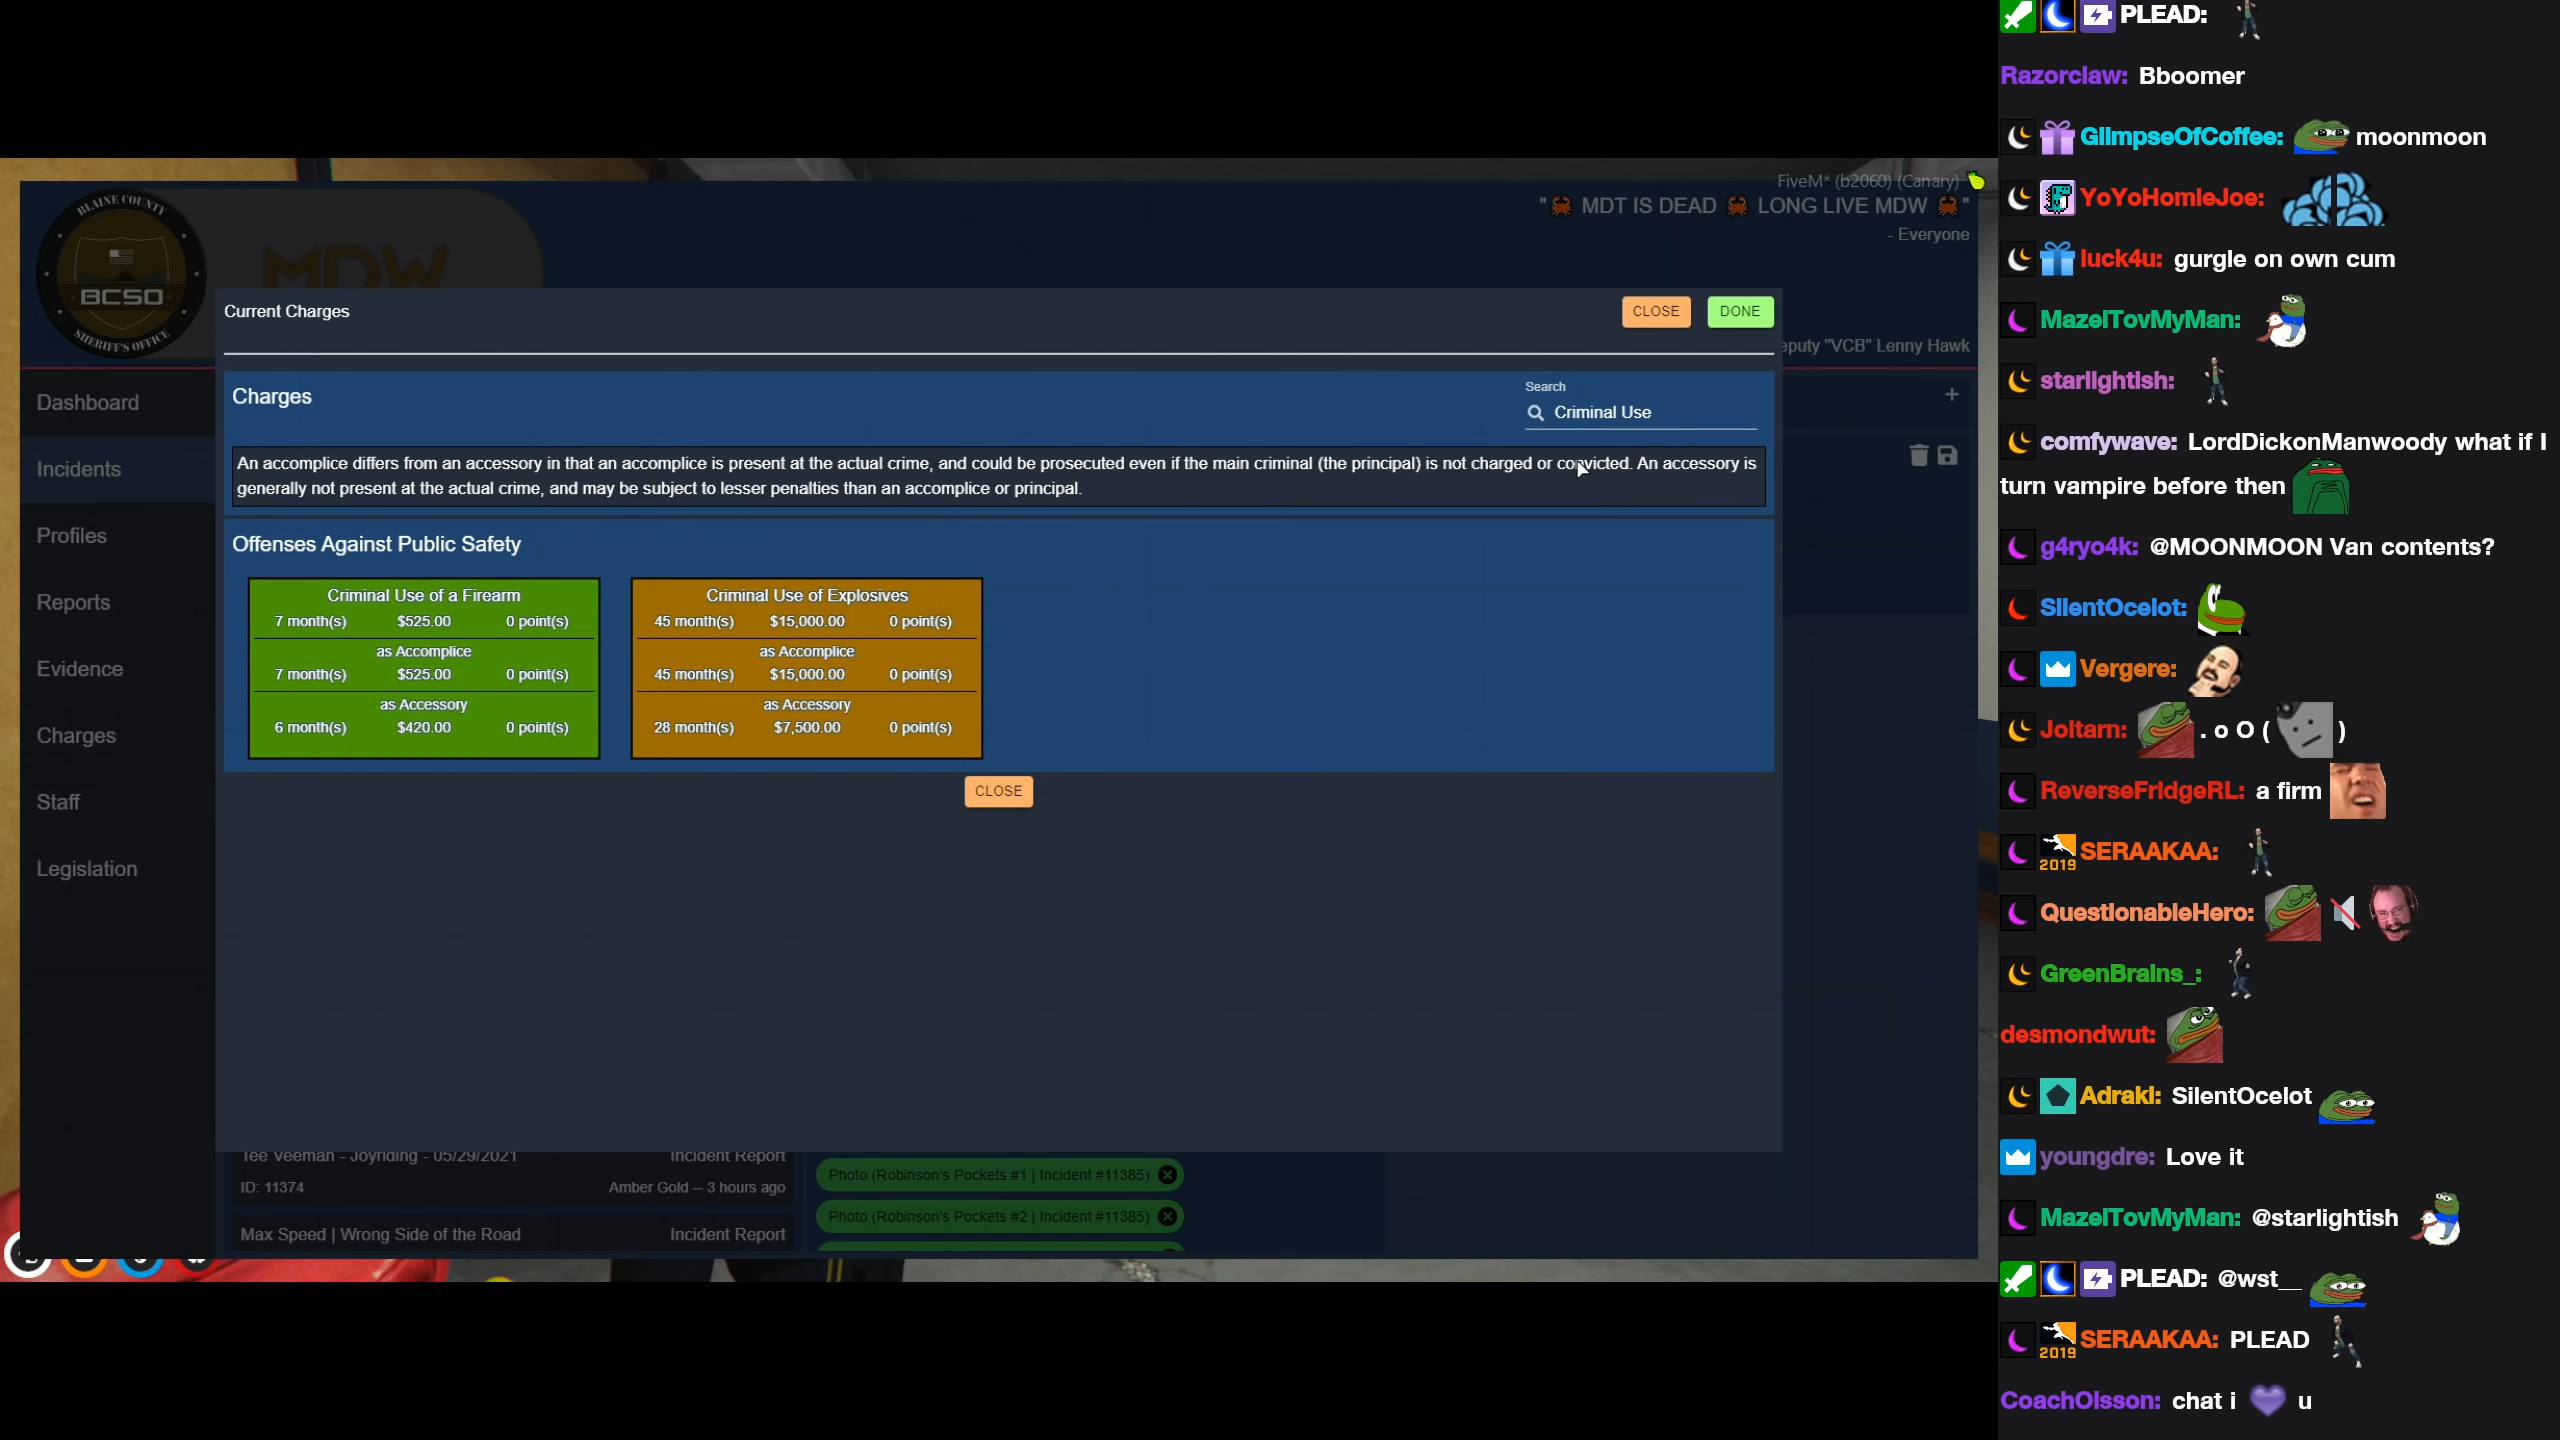 FiveM* (b2060) (Canary)
" MDT IS DEAD LONG LIVE MDW "
- Everyone
BLAINE COUNTY
BCSO
SHERIFF'S OFFICE
MDW
Current Charges
CLOSE
DONE
eputy "VCB" Lenny Hawk
Dashboard
Incidents
Profiles
Reports
Evidence
Charges
Staff
Legislation
Charges
Search
Criminal Use
An accomplice differs from an accessory in that an accomplice is present at the actual crime, and could be prosecuted even if the main criminal (the principal) is not charged or convicted. An accessory is
generally not present at the actual crime, and may be subject to lesser penalties than an accomplice or principal.
Offenses Against Public Safety
Criminal Use of a Firearm
7 month(s) $525.00 0 point(s)
as Accomplice
7 month(s) $525.00 0 point(s)
as Accessory
6 month(s) $420.00 0 point(s)
Criminal Use of Explosives
45 month(s) $15,000.00 0 point(s)
as Accomplice
45 month(s) $15,000.00 0 point(s)
as Accessory
28 month(s) $7,500.00 0 point(s)
CLOSE
Tee Veeman - Joyriding - 05/29/2021 Incident Report
ID: 11374 Amber Gold – 3 hours ago
Max Speed | Wrong Side of the Road Incident Report
Photo (Robinson's Pockets #1 | Incident #11385)
Photo (Robinson's Pockets #2 | Incident #11385)
PLEAD:
Razorclaw: Bboomer
GlimpseOfCoffee: moonmoon
YoYoHomieJoe:
luck4u: gurgle on own cum
MazelTovMyMan:
starlightish:
comfywave: LordDickonManwoody what if I
turn vampire before then
g4ryo4k: @MOONMOON Van contents?
SilentOcelot:
Vergere:
Joltarn: . o O ( )
ReverseFridgeRL: a firm
2019 SERAAKAA:
QuestionableHero:
GreenBrains_:
desmondwut:
Adraki: SilentOcelot
youngdre: Love it
MazelTovMyMan: @starlightish
PLEAD: @wst__
2019 SERAAKAA: PLEAD
CoachOlsson: chat i u